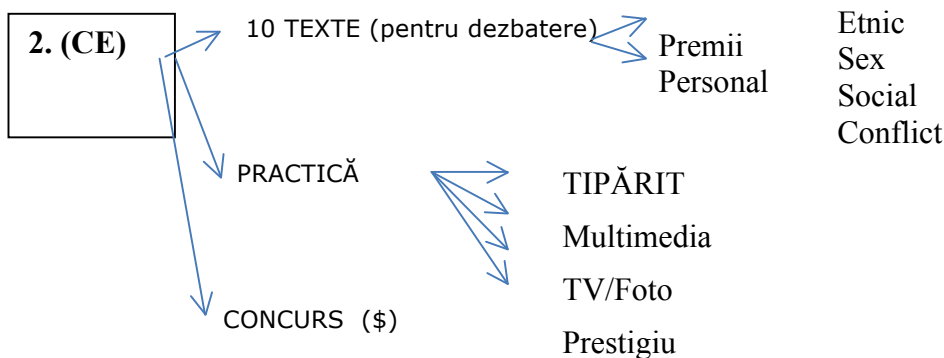 2. (CE)
10 TEXTE (pentru dezbatere)
Premii
Personal
Etnic
Sex
Social
Conflict
PRACTICĂ
TIPĂRIT
Multimedia
TV/Foto
Prestigiu
CONCURS ($)